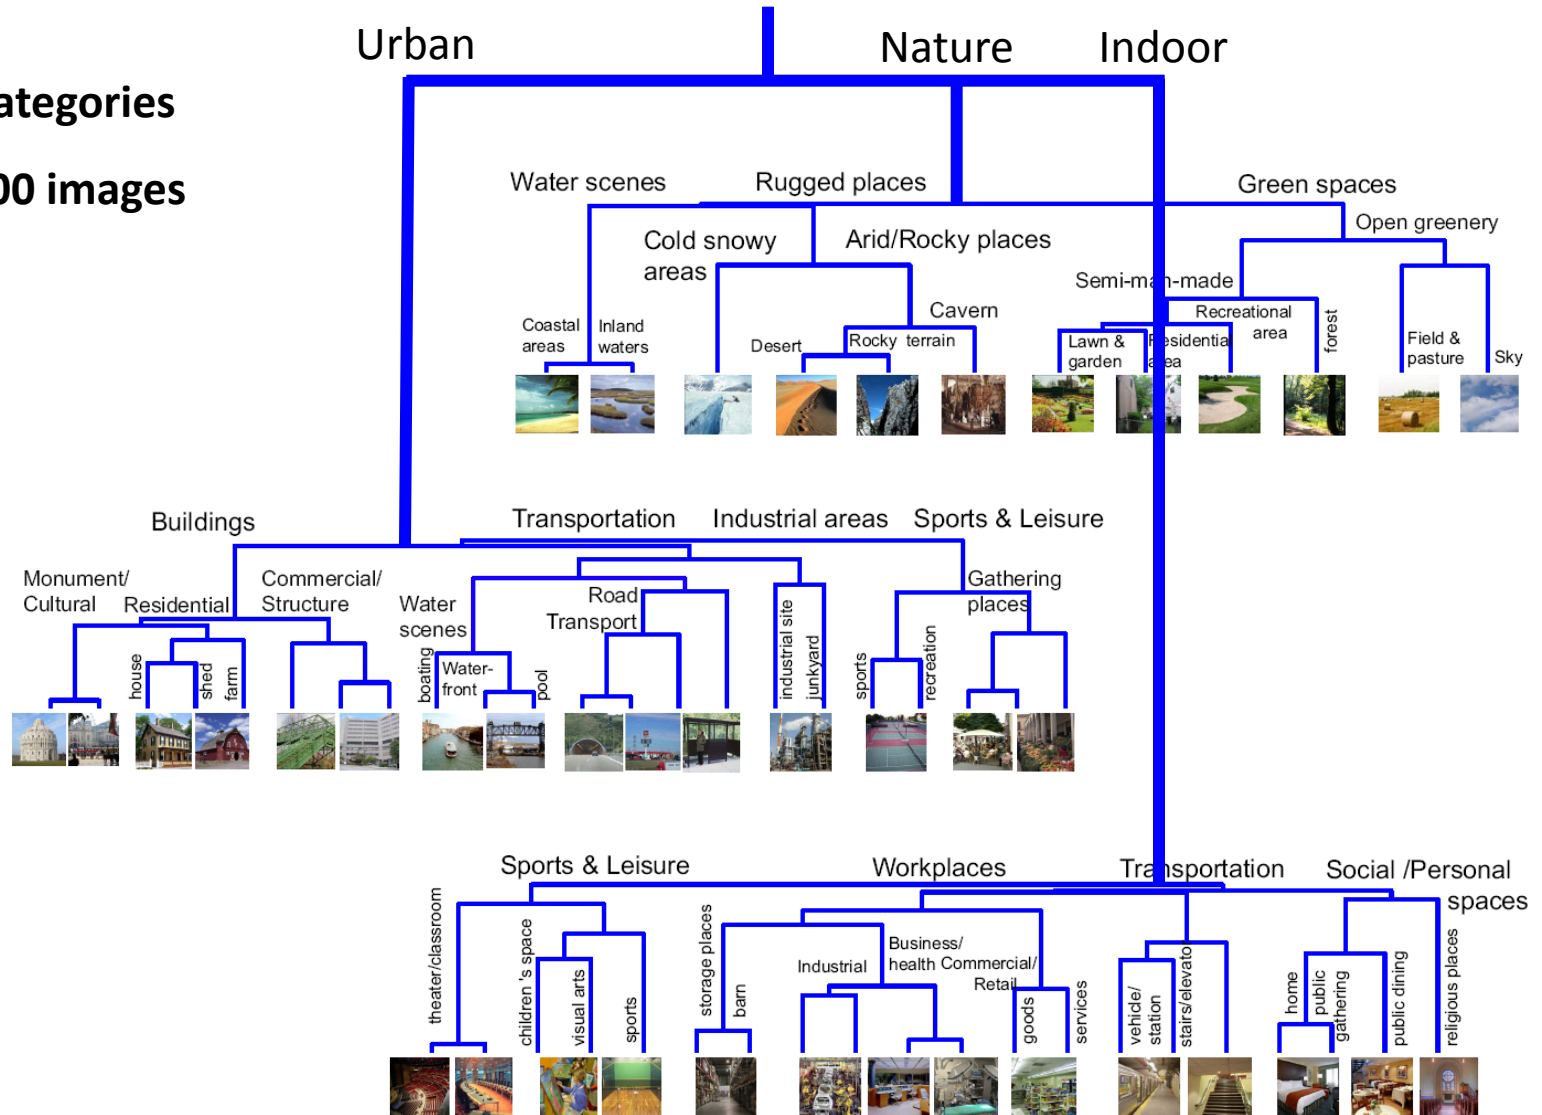 Urban
Nature
Indoor
ategories
00 images
Water scenes
Rugged places
Green spaces
Open greenery
Cold snowy
areas
Arid/Rocky places
Semi-man-made
Cavern
Recreational
area
Coastal
areas
Inland
waters
Desert
Rocky terrain
Lawn &
garden
Residential
area
forest
Field &
pasture
Sky
Buildings
Transportation
Industrial areas
Sports & Leisure
Monument/
Cultural
Residential
Commercial/
Structure
Water
scenes
Road
Transport
Gathering
places
house
shed
farm
boating
Water-
front
pool
industrial site
junkyard
sports
recreation
Sports & Leisure
Workplaces
Transportation
Social /Personal
spaces
theater/classroom
children 's space
visual arts
sports
storage places
barn
Industrial
Business/
health
Commercial/
Retail
goods
services
vehicle/
station
stairs/elevator
home
public
gathering
public dining
religious places